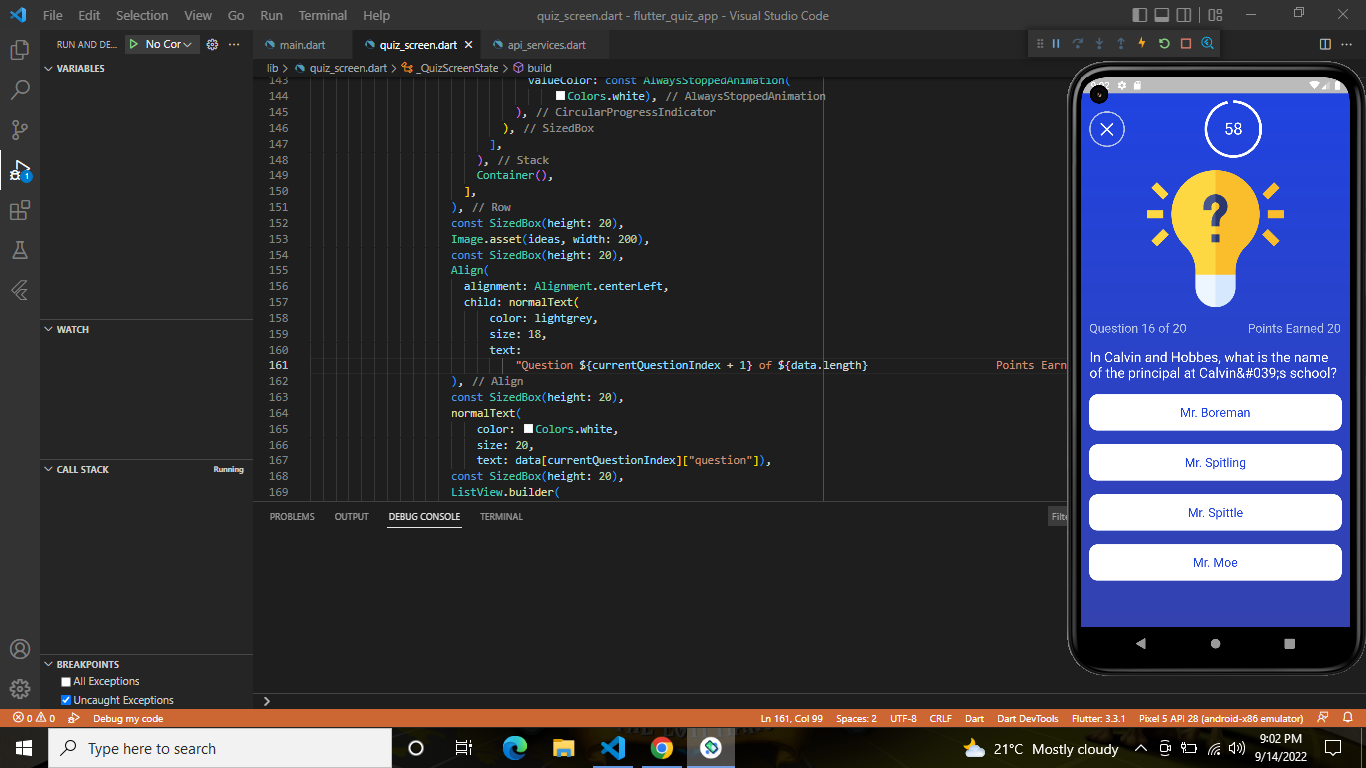 File Edit Selection View Go Run Terminal Help
quiz_screen.dart - flutter_quiz_app - Visual Studio Code
RUN AND DE... No Cor ...
main.dart quiz_screen.dart api_services.dart
lib > quiz_screen.dart > _QuizScreenState > build
VARIABLES
WATCH
CALL STACK Running
BREAKPOINTS
All Exceptions
Uncaught Exceptions
143 valueColor: const AlwaysStoppedAnimation(
144 Colors.white), // AlwaysStoppedAnimation
145 ), // CircularProgressIndicator
146 ), // SizedBox
147 ],
148 ), // Stack
149 Container(),
150 ],
151 ), // Row
152 const SizedBox(height: 20),
153 Image.asset(ideas, width: 200),
154 const SizedBox(height: 20),
155 Align(
156 alignment: Alignment.centerLeft,
157 child: normalText(
158 color: lightgrey,
159 size: 18,
160 text:
161 "Question ${currentQuestionIndex + 1} of ${data.length} Points Earn
162 ), // Align
163 const SizedBox(height: 20),
164 normalText(
165 color: Colors.white,
166 size: 20,
167 text: data[currentQuestionIndex]["question"]),
168 const SizedBox(height: 20),
169 ListView.builder(
PROBLEMS OUTPUT DEBUG CONSOLE TERMINAL
Filte
58
Question 16 of 20 Points Earned 20
In Calvin and Hobbes, what is the name
of the principal at Calvin&#039;s school?
Mr. Boreman
Mr. Spitling
Mr. Spittle
Mr. Moe
0 0 Debug my code
Ln 161, Col 99 Spaces: 2 UTF-8 CRLF Dart Dart DevTools Flutter: 3.3.1 Pixel 5 API 28 (android-x86 emulator)
Type here to search
21°C Mostly cloudy
9:02 PM
9/14/2022